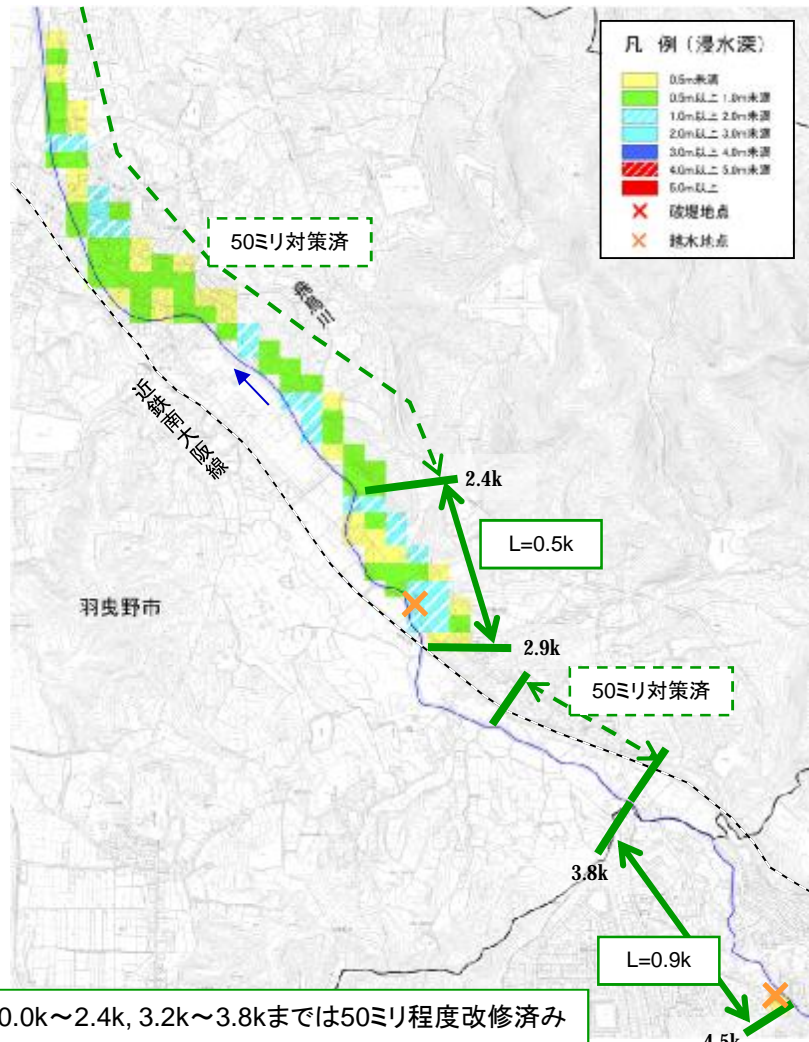 凡 例(浸水深)
0.5m未満
0.5m以上 1.0m未満
1.0m以上 2.0m未満
2.0m以上 3.0m未満
3.0m以上 4.0m未満
4.0m以上 5.0m未満
5.0m以上
破堤地点
越水地点
50ミリ対策済
飛鳥川
近鉄南大阪線
2.4k
L=0.5k
羽曳野市
2.9k
50ミリ対策済
3.8k
L=0.9k
0.0k~2.4k, 3.2k~3.8kまでは50ミリ程度改修済み
4.5k